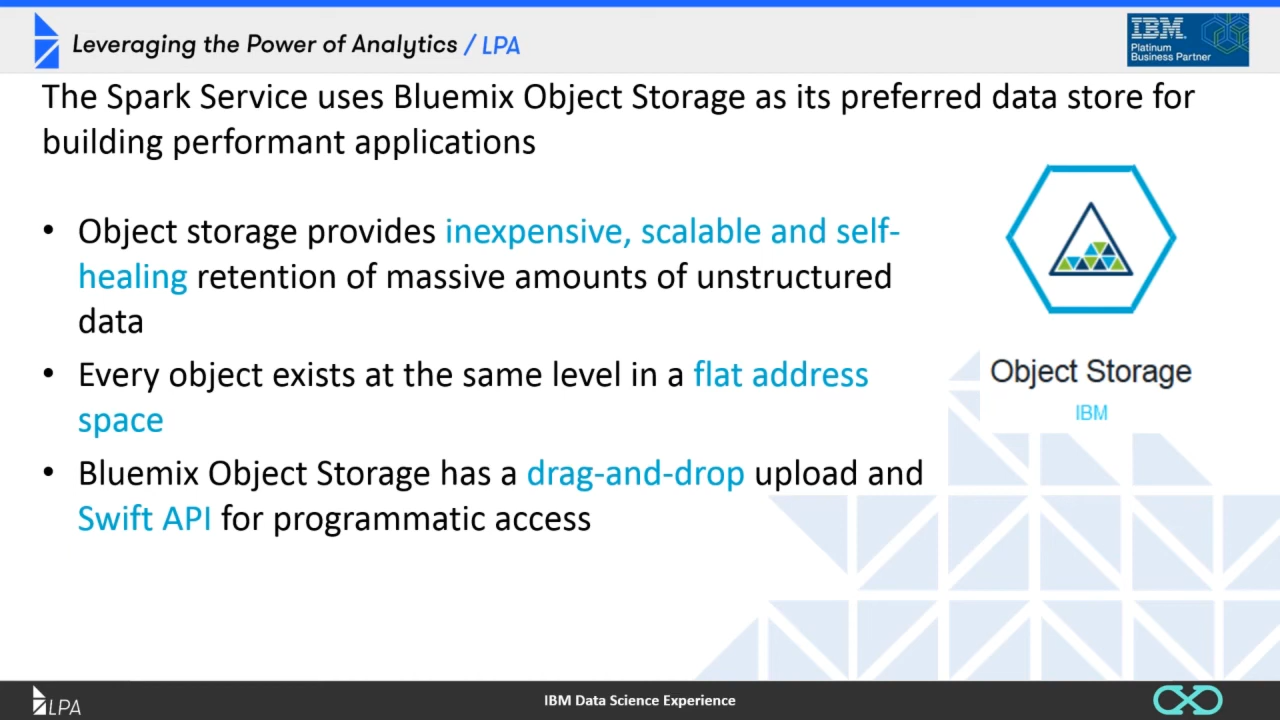 Leveraging the Power of Analytics / LPA
IBM
Platinum
Business Partner
The Spark Service uses Bluemix Object Storage as its preferred data store for
building performant applications
• Object storage provides inexpensive, scalable and self-
healing retention of massive amounts of unstructured
data
• Every object exists at the same level in a flat address
space
• Bluemix Object Storage has a drag-and-drop upload and
Swift API for programmatic access
Object Storage
IBM
LPA
IBM Data Science Experience